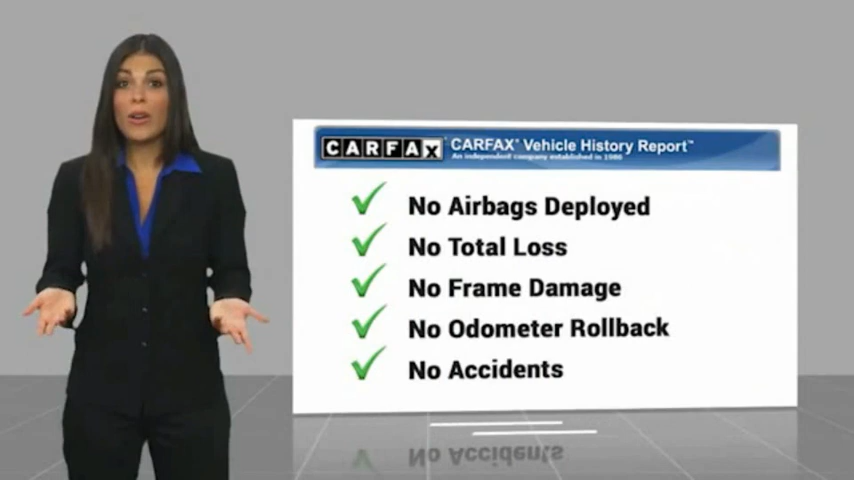 CARFAX CARFAX® Vehicle History Report™
An independent company established in 1986
No Airbags Deployed
No Total Loss
No Frame Damage
No Odometer Rollback
No Accidents
No Accidents